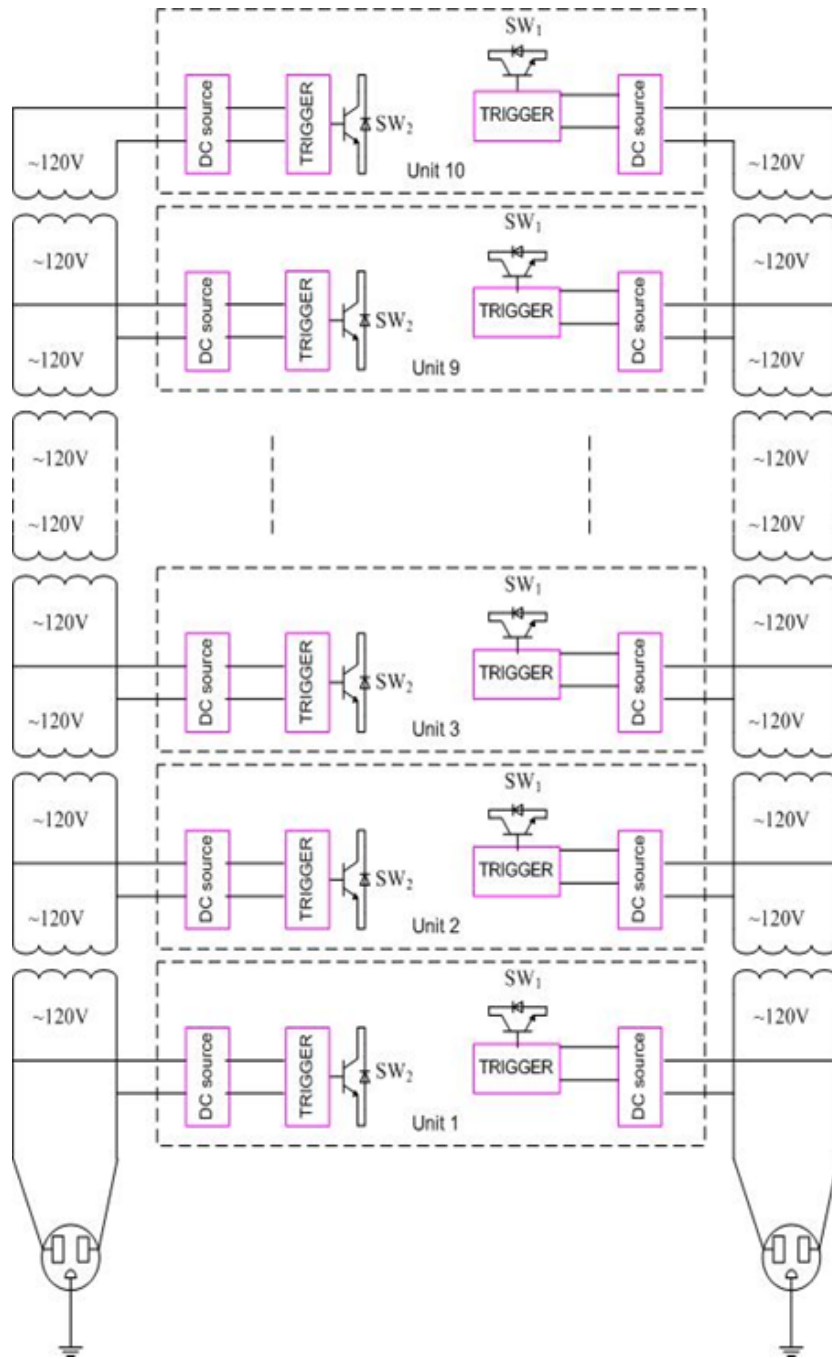 SW1
DC source
TRIGGER
SW2
TRIGGER
DC source
~120V
~120V
Unit 10
~120V
~120V
SW1
DC source
TRIGGER
SW2
TRIGGER
DC source
~120V
~120V
Unit 9
~120V
~120V
~120V
~120V
~120V
~120V
SW1
DC source
TRIGGER
SW2
TRIGGER
DC source
~120V
~120V
Unit 3
~120V
~120V
SW1
DC source
TRIGGER
SW2
TRIGGER
DC source
~120V
~120V
Unit 2
~120V
~120V
SW1
DC source
TRIGGER
SW2
TRIGGER
DC source
Unit 1